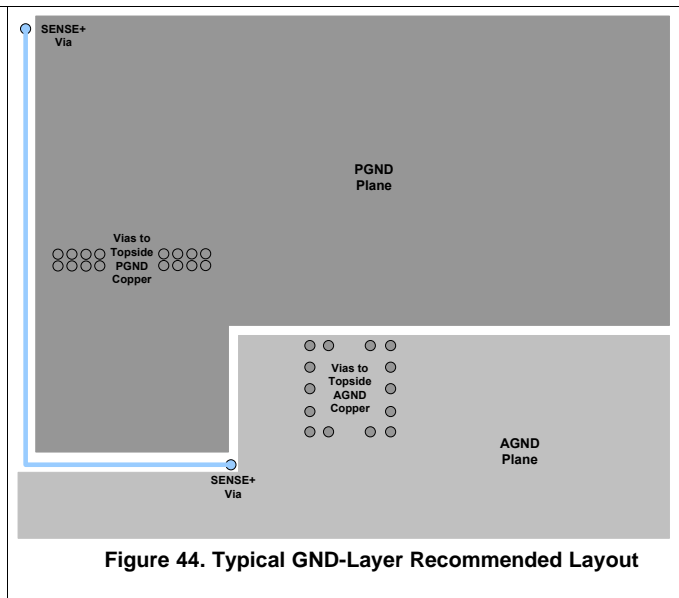 SENSE+
Via
PGND
Plane
Vias to
Topside
PGND
Copper
Vias to
Topside
AGND
Copper
AGND
Plane
SENSE+
Via
Figure 44. Typical GND-Layer Recommended Layout